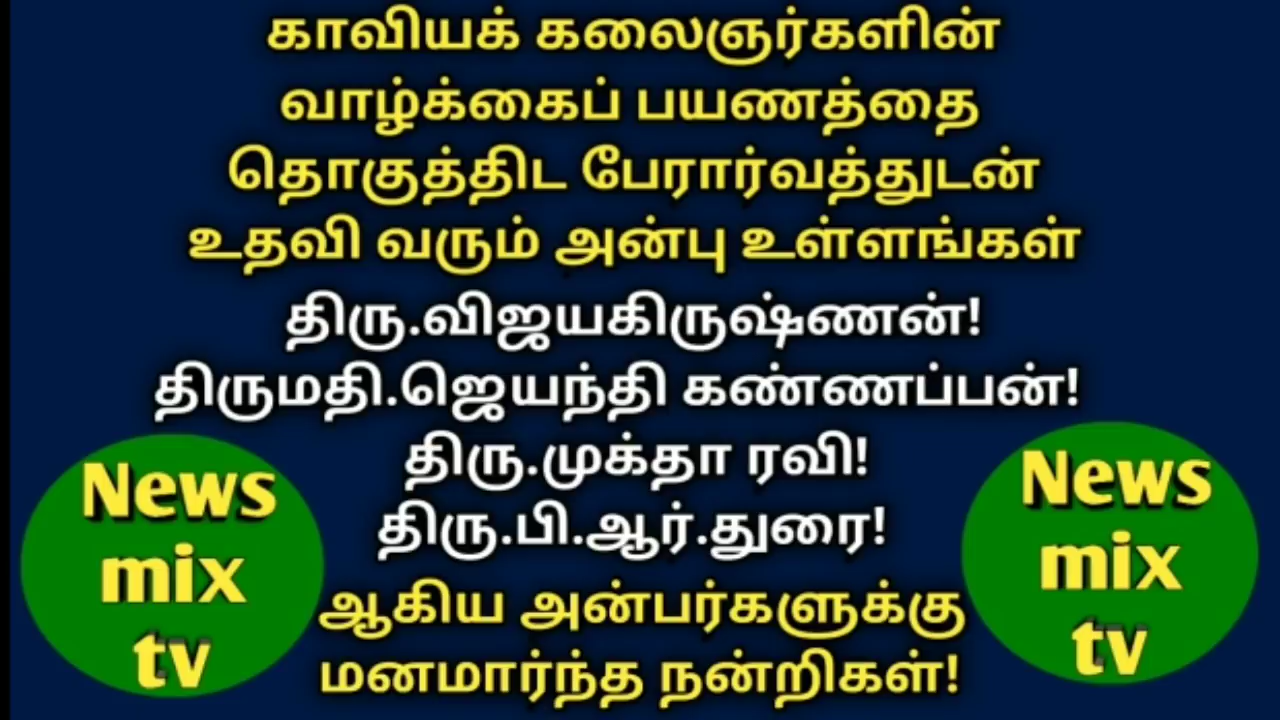 காவியக் கலைஞர்களின்
வாழ்க்கைப் பயணத்தை
தொகுத்திட பேரார்வத்துடன்
உதவி வரும் அன்பு உள்ளங்கள்
திரு.விஜயகிருஷ்ணன்!
திருமதி.ஜெயந்தி கண்ணப்பன்!
திரு.முக்தா ரவி!
திரு.பி.ஆர்.துரை!
ஆகிய அன்பர்களுக்கு
மனமார்ந்த நன்றிகள்!
News
mix
tv
News
mix
tv